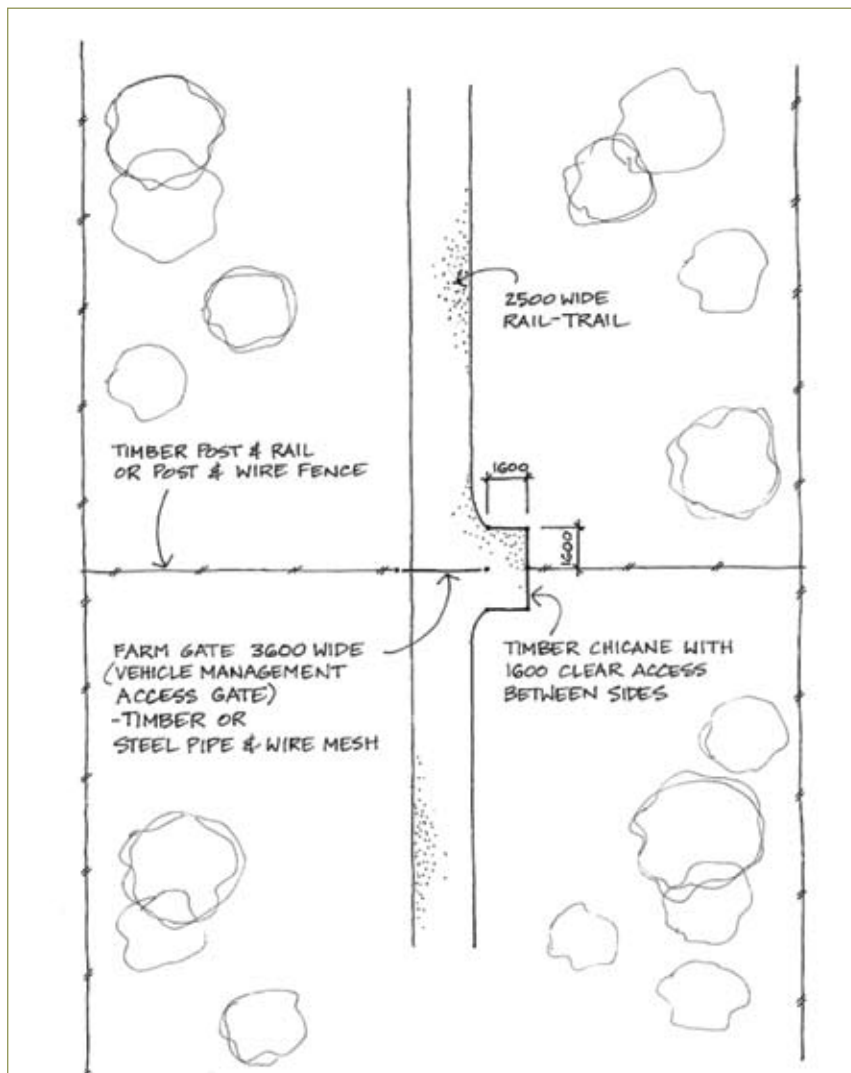 2500 WIDE
RAIL-TRAIL
TIMBER POST & RAIL
OR POST & WIRE FENCE
1600
1600
FARM GATE 3600 WIDE
(VEHICLE MANAGEMENT
ACCESS GATE)
-TIMBER OR
STEEL PIPE & WIRE MESH
TIMBER CHICANE WITH
1600 CLEAR ACCESS
BETWEEN SIDES